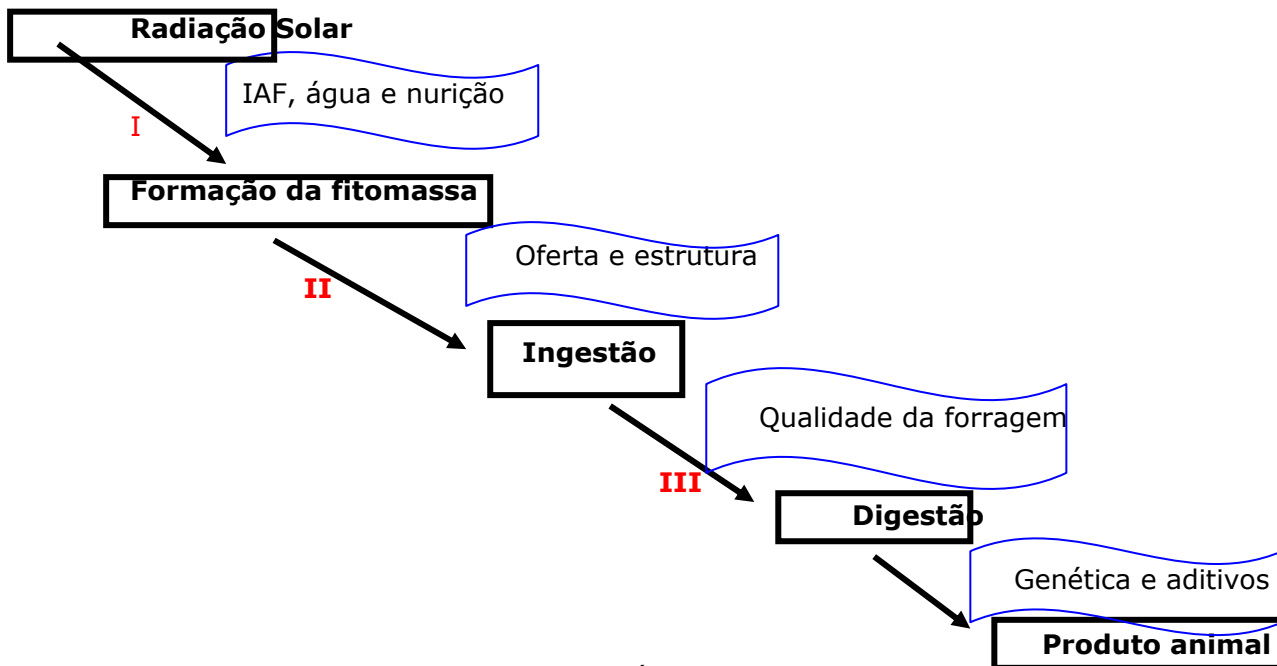 Radiação Solar
IAF, água e nurição
I
Formação da fitomassa
Oferta e estrutura
II
Ingestão
Qualidade da forragem
III
Digestão
Genética e aditivos
Produto animal